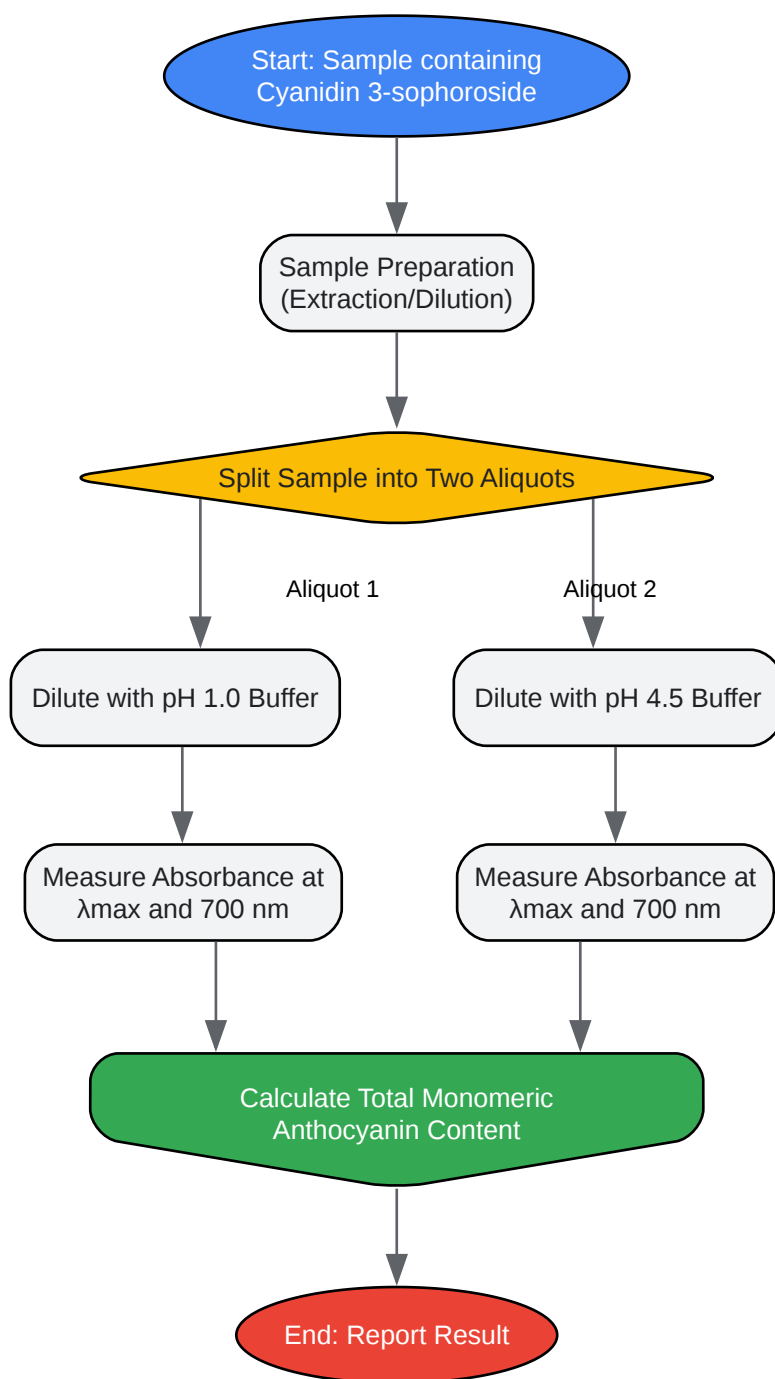 Start: Sample containing
Cyanidin 3-sophoroside
Sample Preparation
(Extraction/Dilution)
Split Sample into Two Aliquots
Aliquot 1
Aliquot 2
Dilute with pH 1.0 Buffer
Dilute with pH 4.5 Buffer
Measure Absorbance at
λmax and 700 nm
Measure Absorbance at
λmax and 700 nm
Calculate Total Monomeric
Anthocyanin Content
End: Report Result